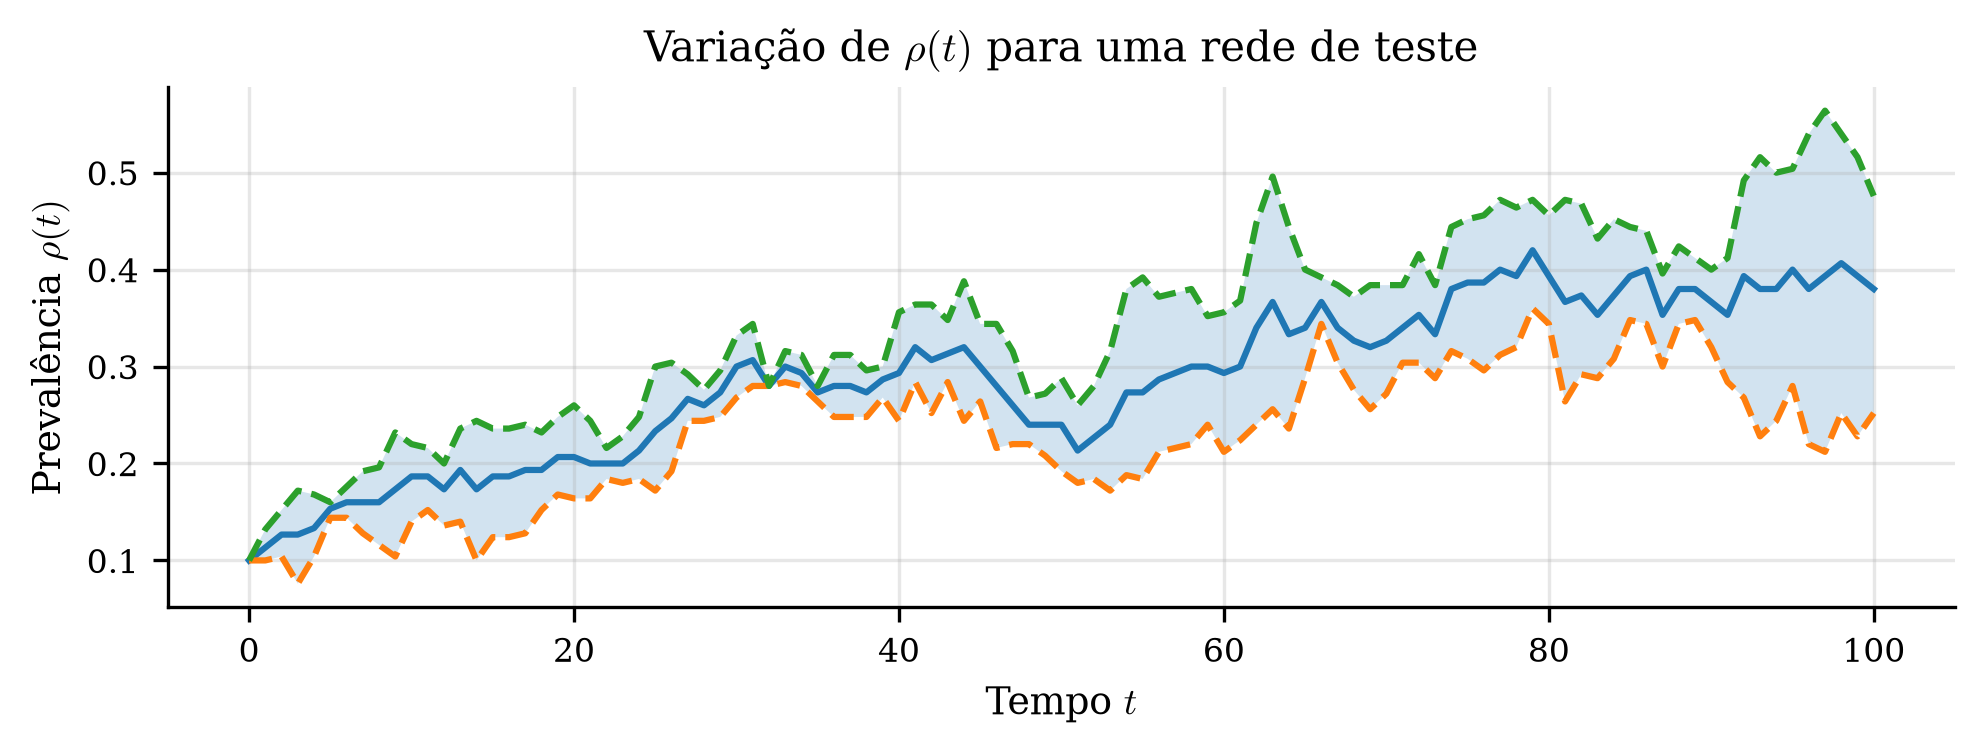 Variação de ρ(t) para uma rede de teste
Prevalência ρ(t)
0.5
0.4
0.3
0.2
0.1
0 20 40 60 80 100
Tempo t